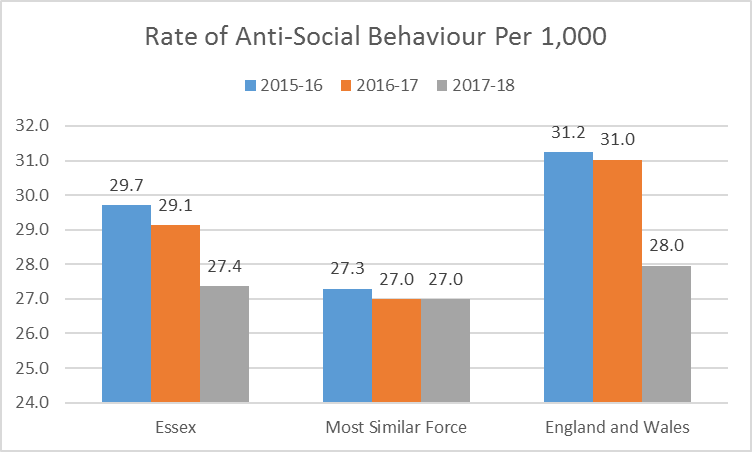 Rate of Anti-Social Behaviour Per 1,000
2015-16 2016-17 2017-18
32.0
31.0
30.0
29.0
28.0
27.0
26.0
25.0
24.0
29.7 29.1 27.4
27.3 27.0 27.0
31.2 31.0 28.0
Essex Most Similar Force England and Wales